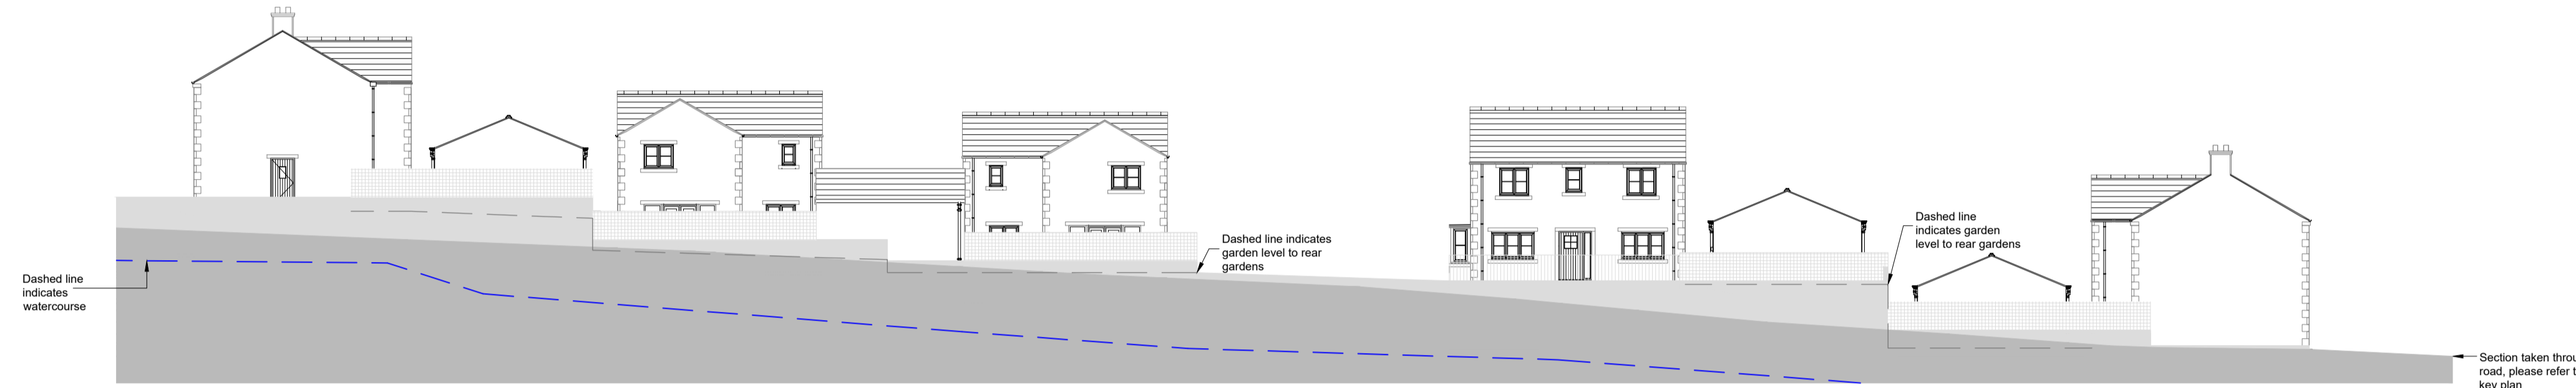 Dashed line
indicates
watercourse
Dashed line indicates
garden level to rear
gardens
Dashed line
indicates garden
level to rear gardens
Section taken
road, please refer
key plan